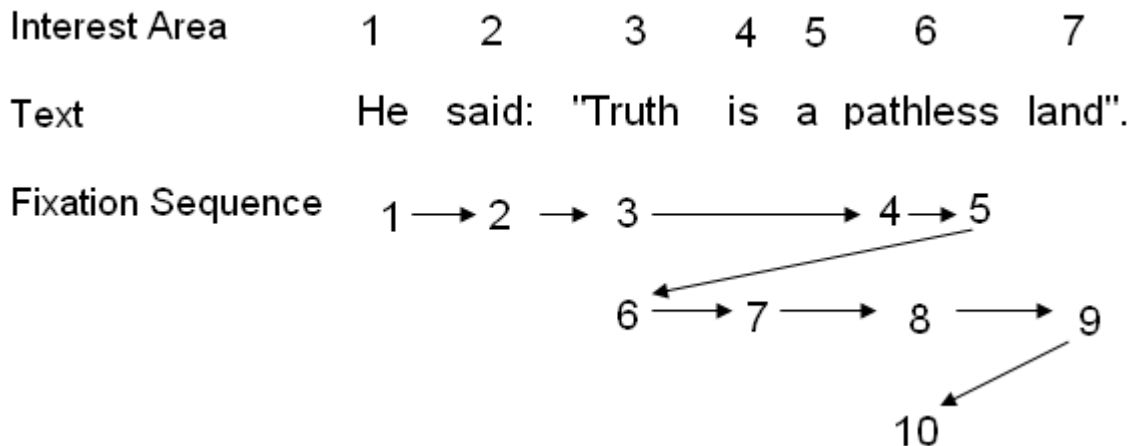 Interest Area 1 2 3 4 5 6 7
Text He said: "Truth is a pathless land".
Fixation Sequence 1 2 3 4 5
6 7 8 9
10